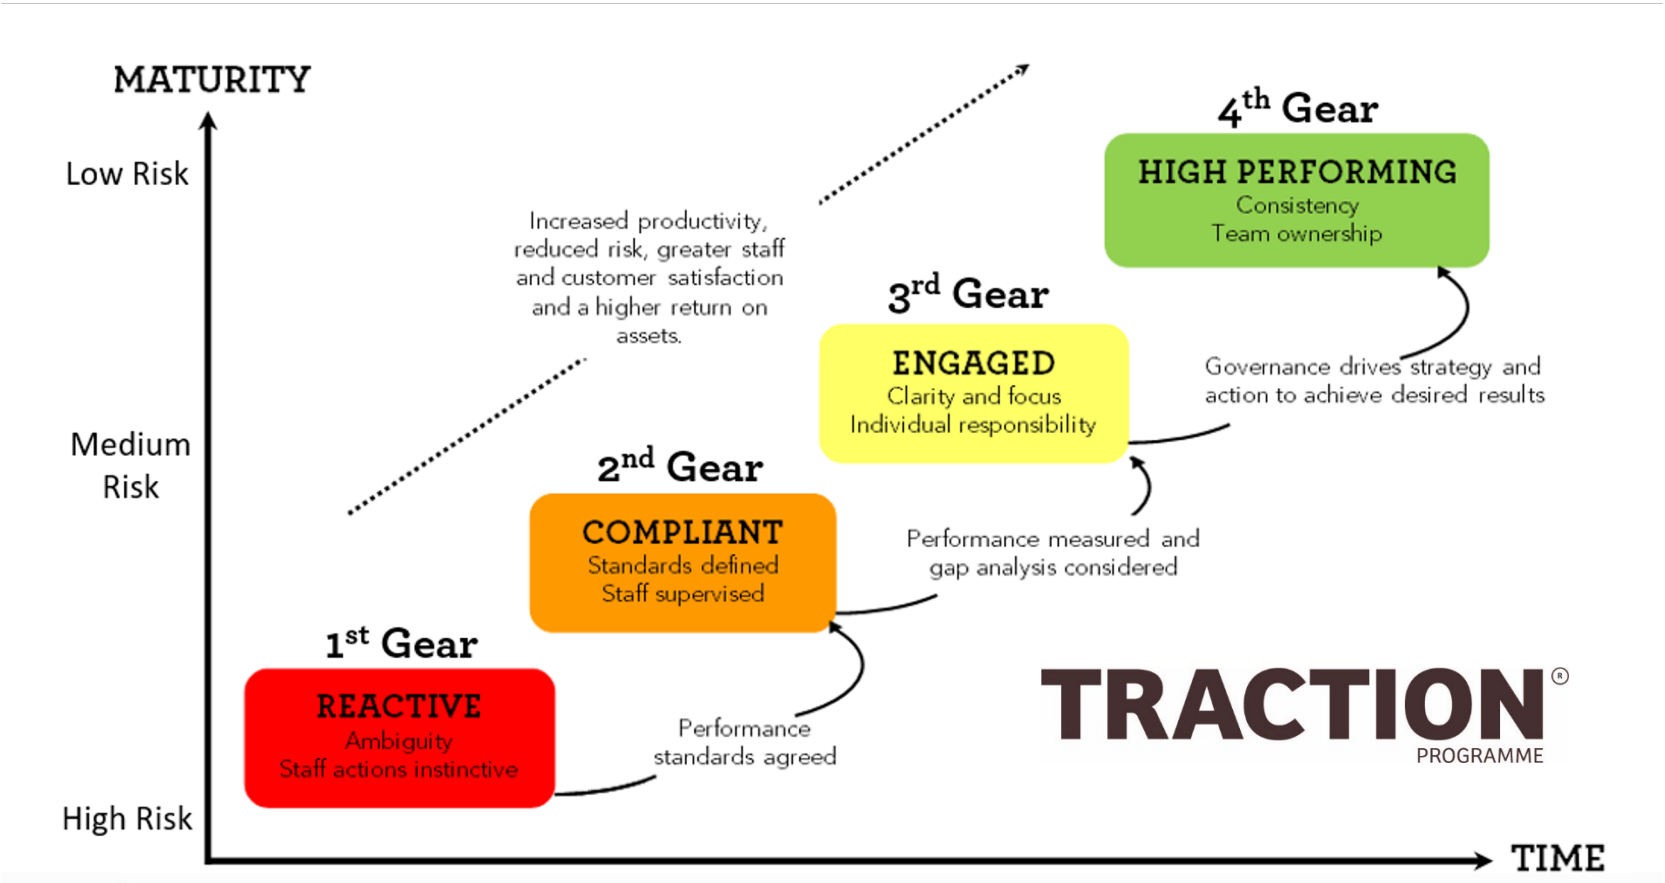 MATURITY
Low Risk
Medium
Risk
High Risk
Increased productivity,
reduced risk, greater staff
and customer satisfaction
and a higher return on
assets.
4th Gear
HIGH PERFORMING
Consistency
Team ownership
3rd Gear
ENGAGED
Clarity and focus
Individual responsibility
Governance drives strategy and
action to achieve desired results
2nd Gear
COMPLIANT
Standards defined
Staff supervised
Performance measured and
gap analysis considered
1st Gear
REACTIVE
Ambiguity
Staff actions instinctive
Performance
standards agreed
TRACTION®
PROGRAMME
TIME